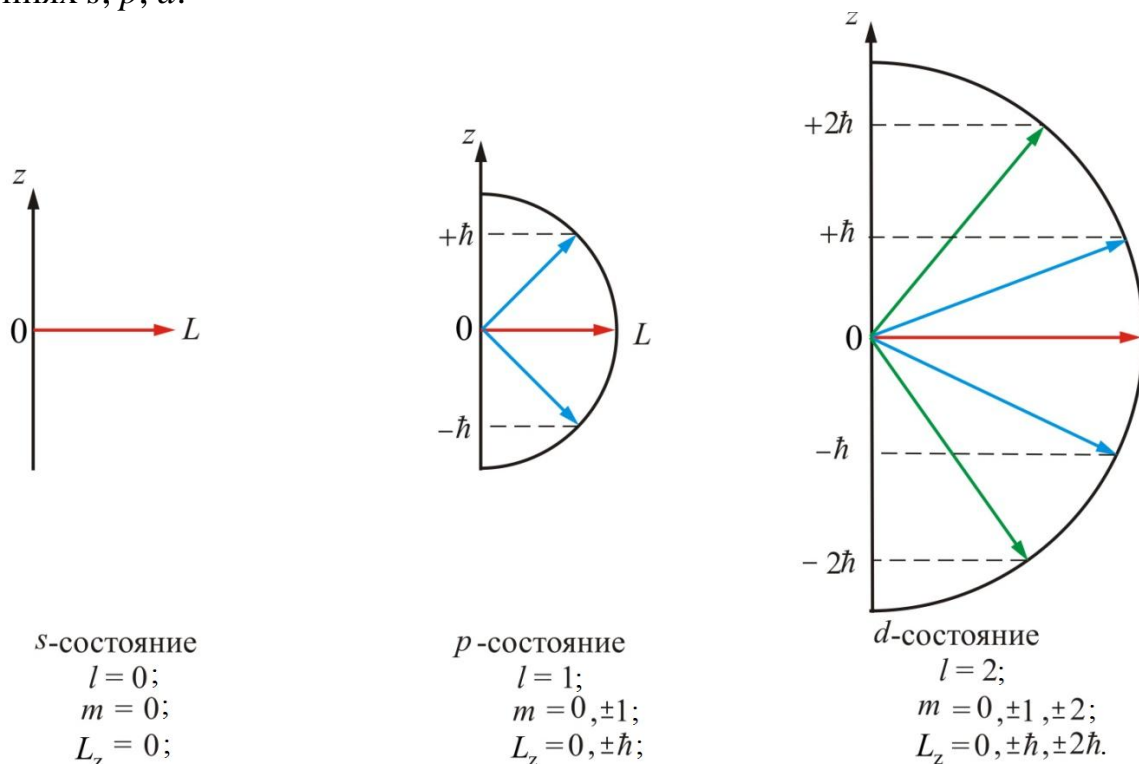 z
0
L
s-состояние
l = 0;
m = 0;
L_z = 0;
z
+ħ
0
L
−ħ
p -состояние
l = 1;
m = 0,±1;
L_z = 0, ±ħ;
z
+2ħ
+ħ
0
−ħ
− 2ħ
d-состояние
l = 2;
m = 0,±1,±2;
L_z = 0,±ħ,±2ħ.